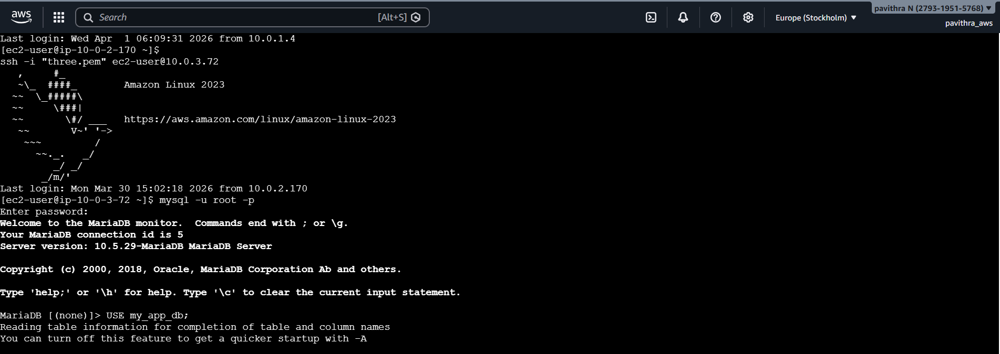 aws
Search [Alt+S]
Europe (Stockholm) ▼
pavithra N (2793-1951-5768) ▼
pavithra_aws
Last login: Wed Apr  1 06:09:31 2026 from 10.0.1.4
[ec2-user@ip-10-0-2-170 ~]$
ssh -i "three.pem" ec2-user@10.0.3.72
   ,     #_
   ~\_  ####_        Amazon Linux 2023
  ~~  \_#####\
  ~~     \###|
  ~~       \#/ ___   https://aws.amazon.com/linux/amazon-linux-2023
   ~~       V~' '->
    ~~~         /
      ~~._.   _/
         _/ _/
       _/m/'
Last login: Mon Mar 30 15:02:18 2026 from 10.0.2.170
[ec2-user@ip-10-0-3-72 ~]$ mysql -u root -p
Enter password:
Welcome to the MariaDB monitor.  Commands end with ; or \g.
Your MariaDB connection id is 5
Server version: 10.5.29-MariaDB MariaDB Server
Copyright (c) 2000, 2018, Oracle, MariaDB Corporation Ab and others.
Type 'help;' or '\h' for help. Type '\c' to clear the current input statement.
MariaDB [(none)]> USE my_app_db;
Reading table information for completion of table and column names
You can turn off this feature to get a quicker startup with -A